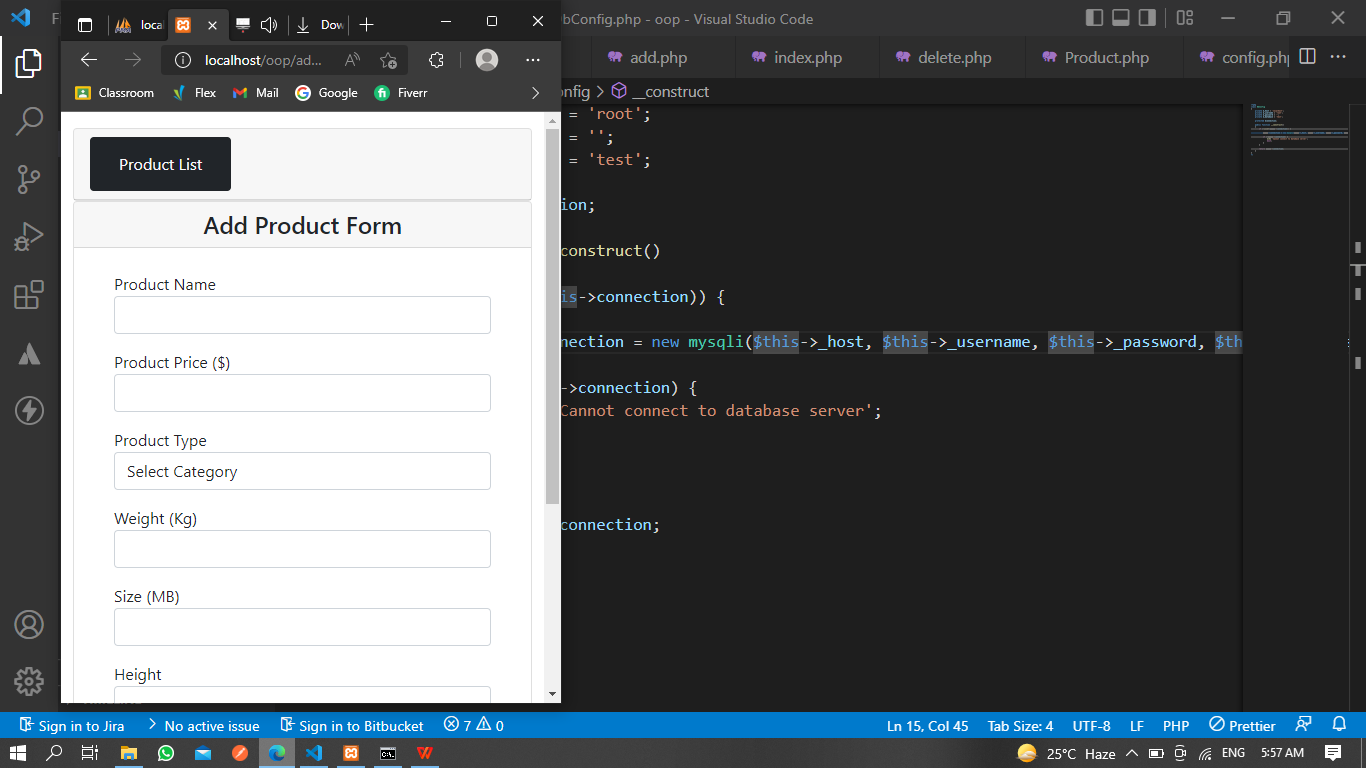 loca
Dow
bConfig.php - oop - Visual Studio Code
localhost/oop/ad...
Classroom
Flex
Mail
Google
Fiverr
add.php
index.php
delete.php
Product.php
config.php
nfig > __construct
Product List
Add Product Form
Product Name
Product Price ($)
Product Type
Select Category
Weight (Kg)
Size (MB)
Height
= 'root';
= '';
= 'test';
ion;
construct()
is->connection)) {
nection = new mysqli($this->_host, $this->_username, $this->_password, $th
->connection) {
Cannot connect to database server';
connection;
Sign in to Jira
No active issue
Sign in to Bitbucket
7
0
Ln 15, Col 45
Tab Size: 4
UTF-8
LF
PHP
Prettier
25°C Haze
ENG
5:57 AM